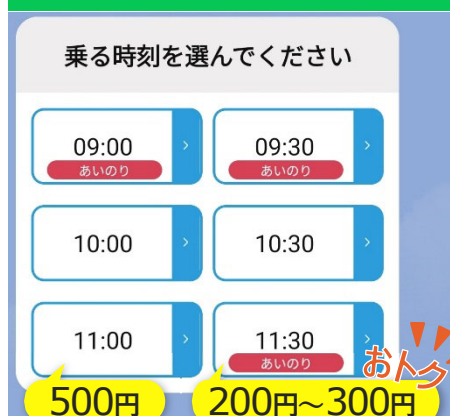 乗る時刻を選んでください
09:00 09:30
あいのり あいのり
10:00 10:30
11:00 11:30
あいのり
おトク
500円 200円~300円